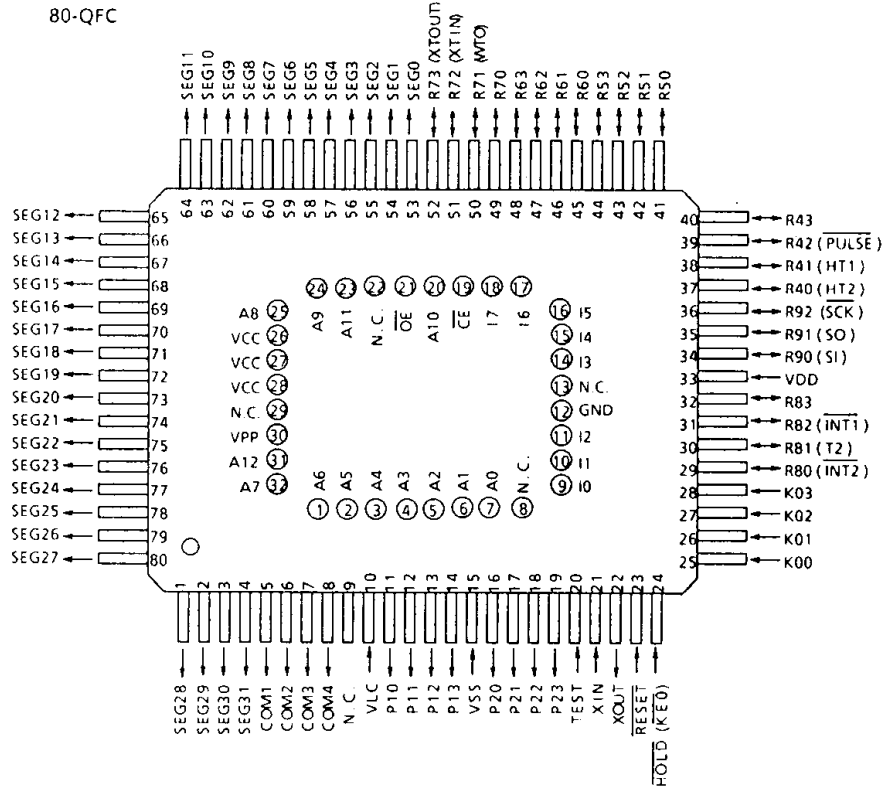 80-QFC
SEG11
SEG10
SEG9
SEG8
SEG7
SEG6
SEG5
SEG4
SEG3
SEG2
SEG1
SEG0
R73 (XTOUT)
R72 (XTIN)
R71 (WTO)
R70
R63
R62
R61
R60
R53
R52
R51
R50
64 63 62 61 60 59 58 57 56 55 54 53 52 51 50 49 48 47 46 45 44 43 42 41
SEG12 65
SEG13 66
SEG14 67
SEG15 68
SEG16 69
SEG17 70
SEG18 71
SEG19 72
SEG20 73
SEG21 74
SEG22 75
SEG23 76
SEG24 77
SEG25 78
SEG26 79
SEG27 80
24 23 22 21 20 19 18 17
A9 A11 N.C. OE A10 CE I7 I6
A8 25
VCC 26
VCC 27
VCC 28
N.C. 29
VPP 30
A12 31
A7 32
16 I5
15 I4
14 I3
13 N.C.
12 GND
11 I2
10 I1
9 I0
A6 A5 A4 A3 A2 A1 A0 N.C.
1 2 3 4 5 6 7 8
40 R43
39 R42 (PULSE)
38 R41 (HT1)
37 R40 (HT2)
36 R92 (SCK)
35 R91 (SO)
34 R90 (SI)
33 VDD
32 R83
31 R82 (INT1)
30 R81 (T2)
29 R80 (INT2)
28 K03
27 K02
26 K01
25 K00
1 2 3 4 5 6 7 8 9 10 11 12 13 14 15 16 17 18 19 20 21 22 23 24
SEG28
SEG29
SEG30
SEG31
COM1
COM2
COM3
COM4
N.C.
VLC
P10
P11
P12
P13
VSS
P20
P21
P22
P23
TEST
XIN
XOUT
RESET
HOLD (KE0)